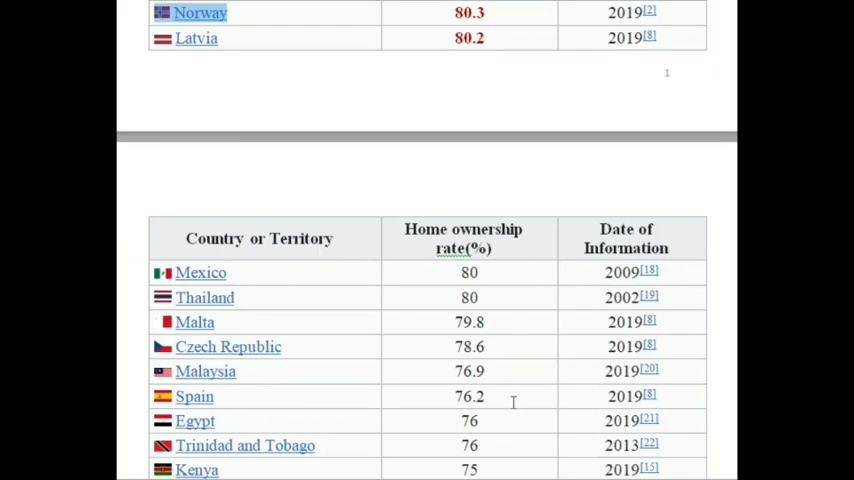 Norway 80.3 2019[2]
Latvia 80.2 2019[8]
1
Country or Territory Home ownership rate(%) Date of Information
Mexico 80 2009[18]
Thailand 80 2002[19]
Malta 79.8 2019[8]
Czech Republic 78.6 2019[8]
Malaysia 76.9 2019[20]
Spain 76.2 2019[8]
Egypt 76 2019[21]
Trinidad and Tobago 76 2013[22]
Kenya 75 2019[15]